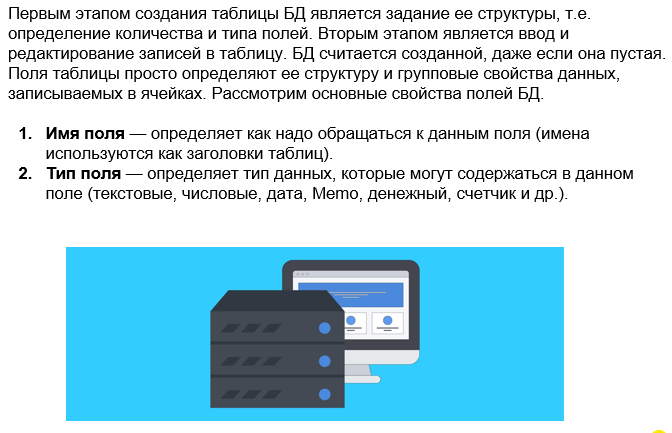 Первым этапом создания таблицы БД является задание ее структуры, т.е.
определение количества и типа полей. Вторым этапом является ввод и
редактирование записей в таблицу. БД считается созданной, даже если она пустая.
Поля таблицы просто определяют ее структуру и групповые свойства данных,
записываемых в ячейках. Рассмотрим основные свойства полей БД.
1. Имя поля — определяет как надо обращаться к данным поля (имена
используются как заголовки таблиц).
2. Тип поля — определяет тип данных, которые могут содержаться в данном
поле (текстовые, числовые, дата, Memo, денежный, счетчик и др.).